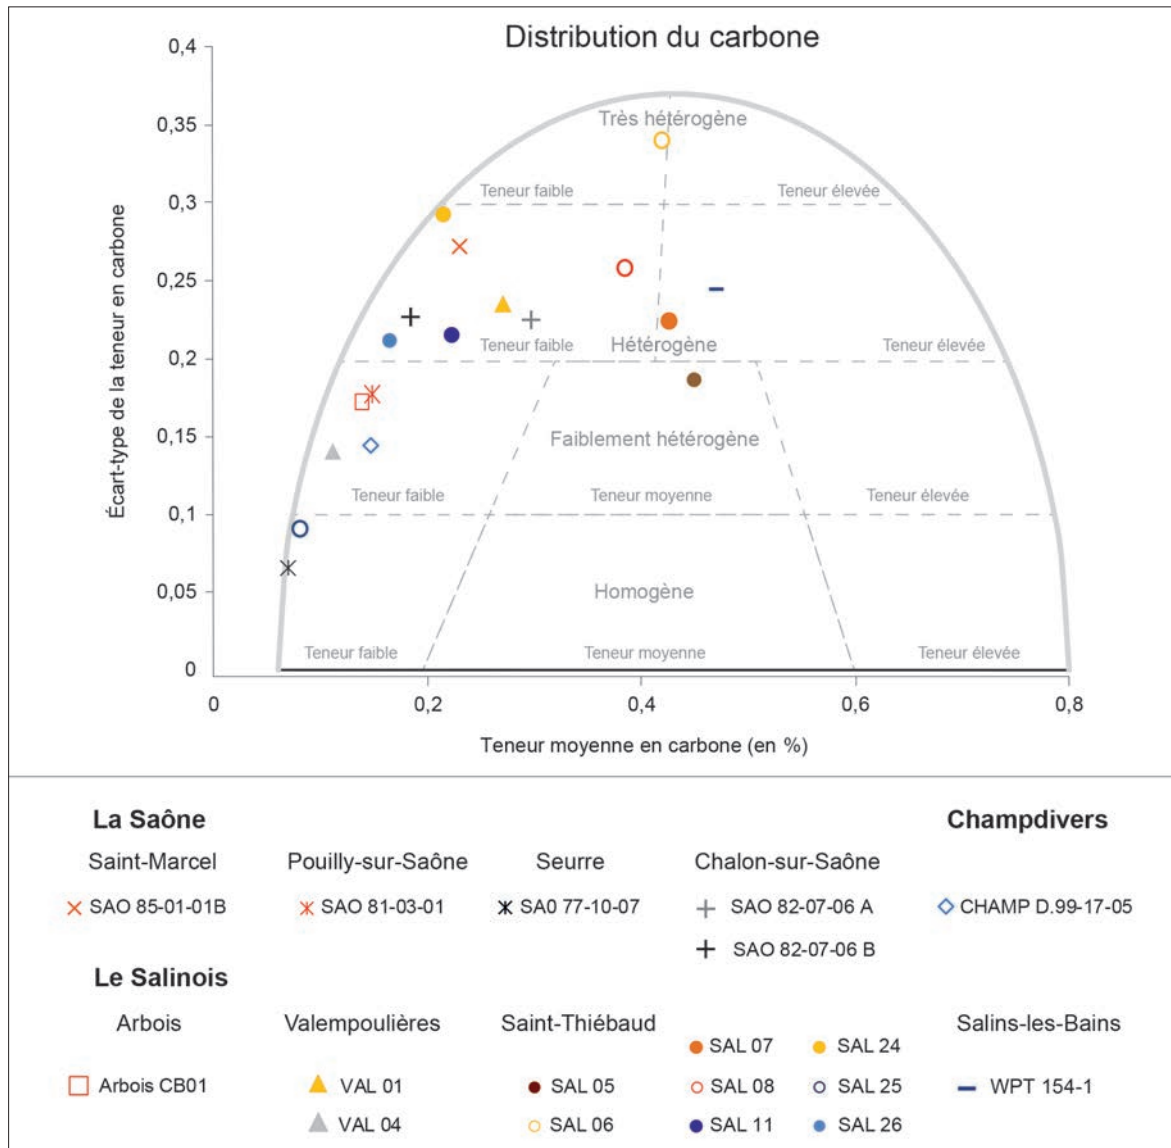 Distribution du carbone
Écart-type de la teneur en carbone
0,4
0,35
0,3
0,25
0,2
0,15
0,1
0,05
0
Très hétérogène
Teneur faible
Teneur élevée
Teneur faible
Hétérogène
Teneur élevée
Faiblement hétérogène
Teneur faible
Teneur moyenne
Teneur élevée
Homogène
Teneur faible
Teneur moyenne
Teneur élevée
0
0,2
0,4
0,6
0,8
Teneur moyenne en carbone (en %)
La Saône
Champdivers
Saint-Marcel
Pouilly-sur-Saône
Seurre
Chalon-sur-Saône
SAO 85-01-01B
SAO 81-03-01
SA0 77-10-07
SAO 82-07-06 A
CHAMP D.99-17-05
SAO 82-07-06 B
Le Salinois
Arbois
Valempoulières
Saint-Thiébaud
Salins-les-Bains
SAL 07
SAL 24
Arbois CB01
VAL 01
SAL 05
SAL 08
SAL 25
WPT 154-1
VAL 04
SAL 06
SAL 11
SAL 26